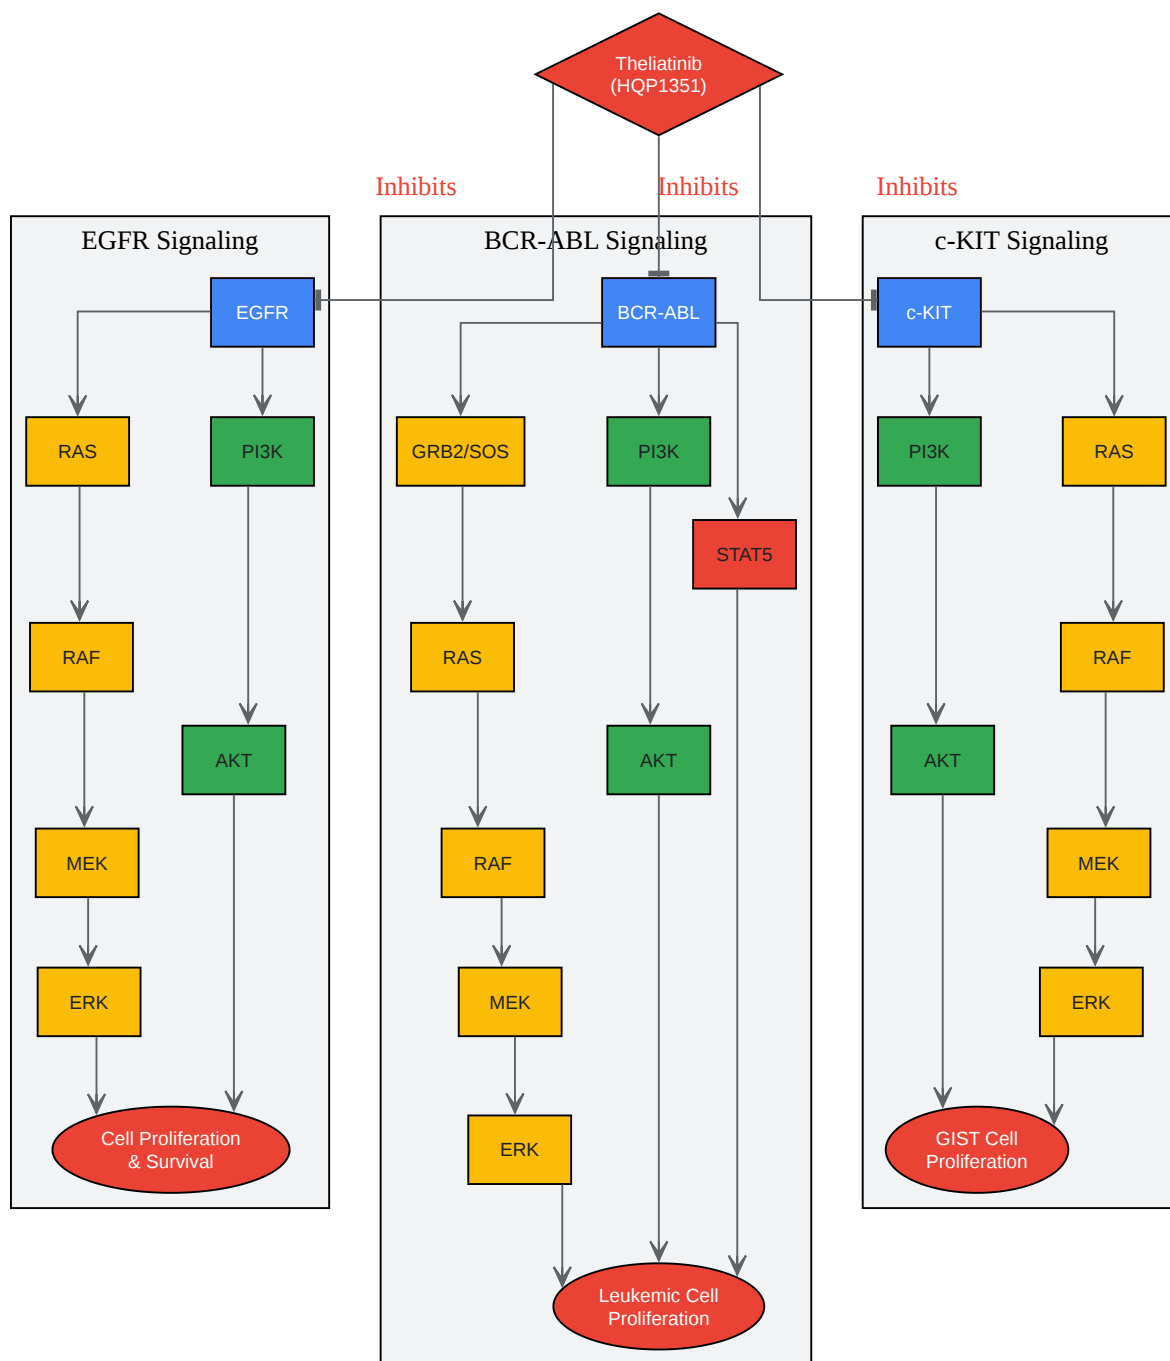 Theliatinib
(HQP1351)
Inhibits
Inhibits
Inhibits
EGFR Signaling
EGFR
RAS
PI3K
RAF
AKT
MEK
ERK
Cell Proliferation
& Survival
BCR-ABL Signaling
BCR-ABL
GRB2/SOS
PI3K
STAT5
RAS
AKT
RAF
MEK
ERK
Leukemic Cell
Proliferation
c-KIT Signaling
c-KIT
PI3K
RAS
RAF
AKT
MEK
ERK
GIST Cell
Proliferation